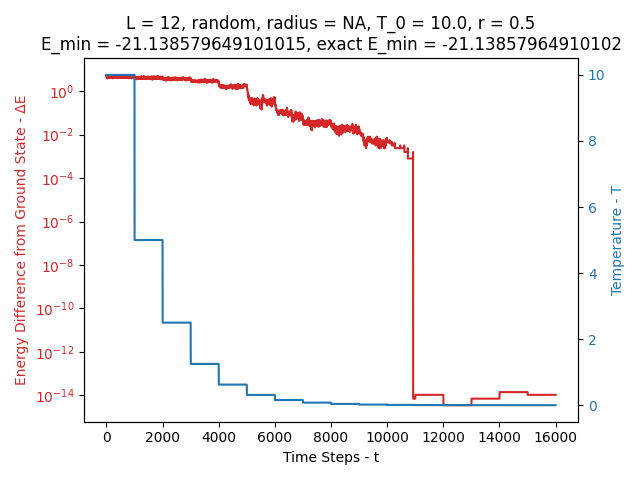 L = 12, random, radius = NA, T_0 = 10.0, r = 0.5
E_min = -21.138579649101015, exact E_min = -21.13857964910102
Energy Difference from Ground State - ΔE
10⁰
10⁻²
10⁻⁴
10⁻⁶
10⁻⁸
10⁻¹⁰
10⁻¹²
10⁻¹⁴
10
8
6
4
2
0
Temperature - T
0 2000 4000 6000 8000 10000 12000 14000 16000
Time Steps - t